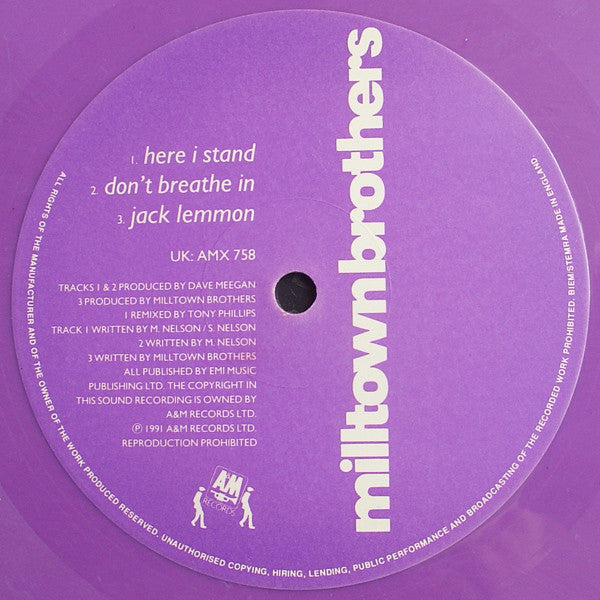 milltownbrothers
1. here i stand
2. don't breathe in
3. jack lemmon
UK: AMX 758
TRACKS 1 & 2 PRODUCED BY DAVE MEEGAN
3 PRODUCED BY MILLTOWN BROTHERS
1 REMIXED BY TONY PHILLIPS
TRACK 1 WRITTEN BY M. NELSON / S. NELSON
2 WRITTEN BY M. NELSON
3 WRITTEN BY MILLTOWN BROTHERS
ALL PUBLISHED BY EMI MUSIC
PUBLISHING LTD. THE COPYRIGHT IN
THIS SOUND RECORDING IS OWNED BY
A&M RECORDS LTD.
℗ 1991 A&M RECORDS LTD.
REPRODUCTION PROHIBITED
A&M
RECORDS
ALL RIGHTS OF THE MANUFACTURER AND OF THE OWNER OF THE WORK PRODUCED RESERVED. UNAUTHORISED COPYING, HIRING, LENDING, PUBLIC PERFORMANCE AND BROADCASTING OF THE RECORDED WORK PROHIBITED. BIEM/STEMRA MADE IN ENGLAND